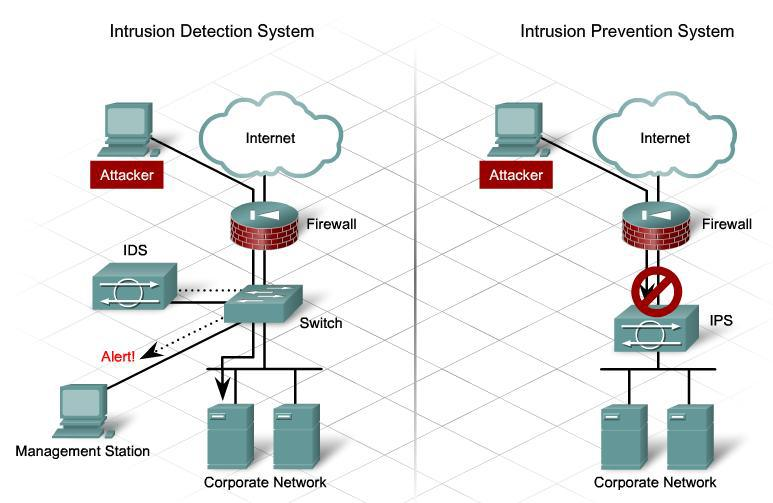 Intrusion Detection System
Internet
Attacker
Firewall
IDS
Switch
Alert!
Management Station
Corporate Network
Intrusion Prevention System
Internet
Attacker
Firewall
IPS
Corporate Network